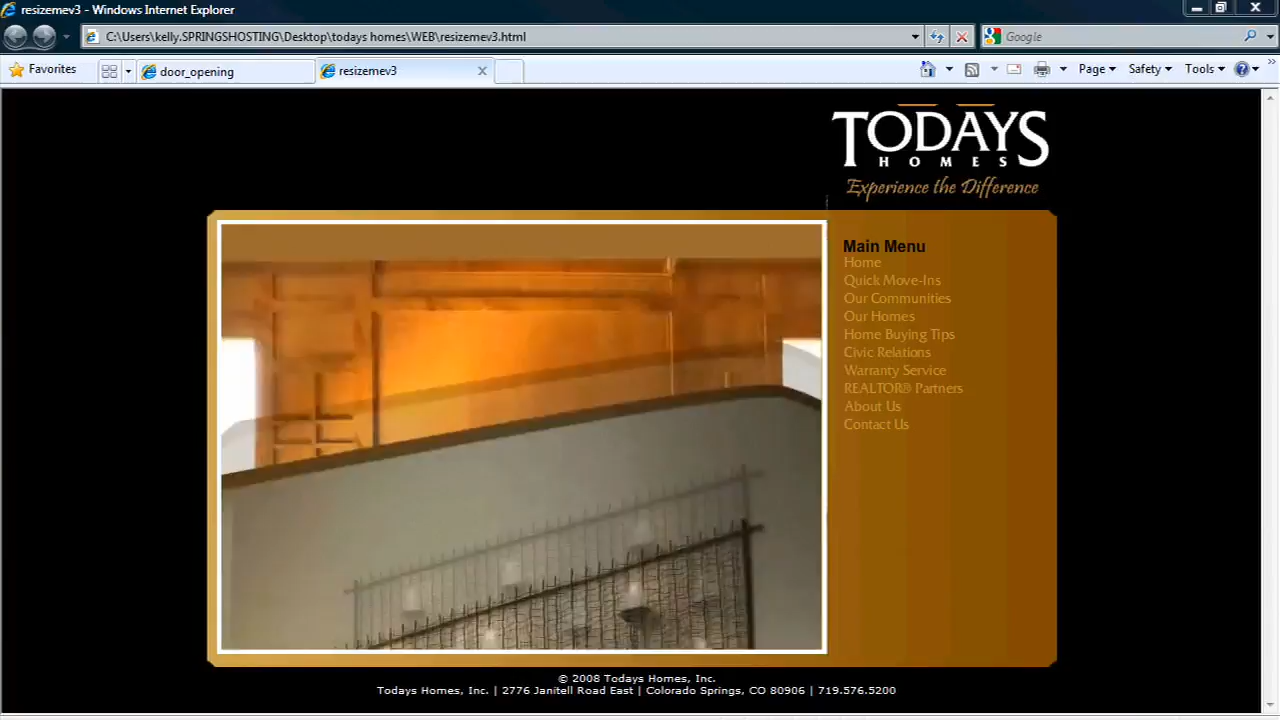 resizemev3 - Windows Internet Explorer
C:\Users\kelly.SPRINGSHOSTING\Desktop\todays homes\WEB\resizemev3.html
Google
Favorites
door_opening
resizemev3
Page
Safety
Tools
TODAYS
HOMES
Experience the Difference
Main Menu
Home
Quick Move-Ins
Our Communities
Our Homes
Home Buying Tips
Civic Relations
Warranty Service
REALTOR® Partners
About Us
Contact Us
© 2008 Todays Homes, Inc.
Todays Homes, Inc. | 2776 Janitell Road East | Colorado Springs, CO 80906 | 719.576.5200